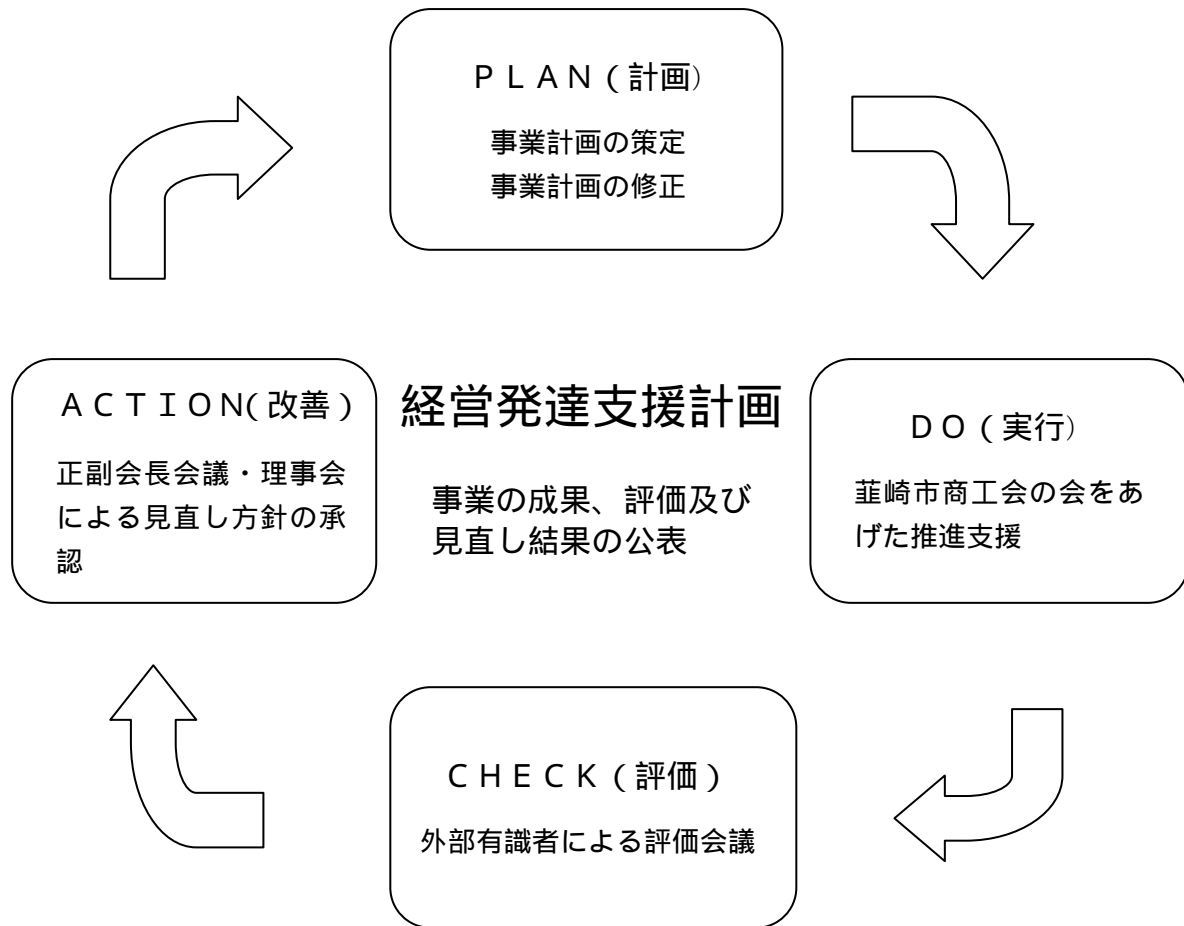 ＰＬＡＮ（計画）
事業計画の策定
事業計画の修正
ＡＣＴＩＯＮ（改善）
正副会長会議・理事会
による見直し方針の承
認
経営発達支援計画
事業の成果、評価及び
見直し結果の公表
ＤＯ（実行）
韮崎市商工会の会をあ
げた推進支援
ＣＨＥＣＫ（評価）
外部有識者による評価会議